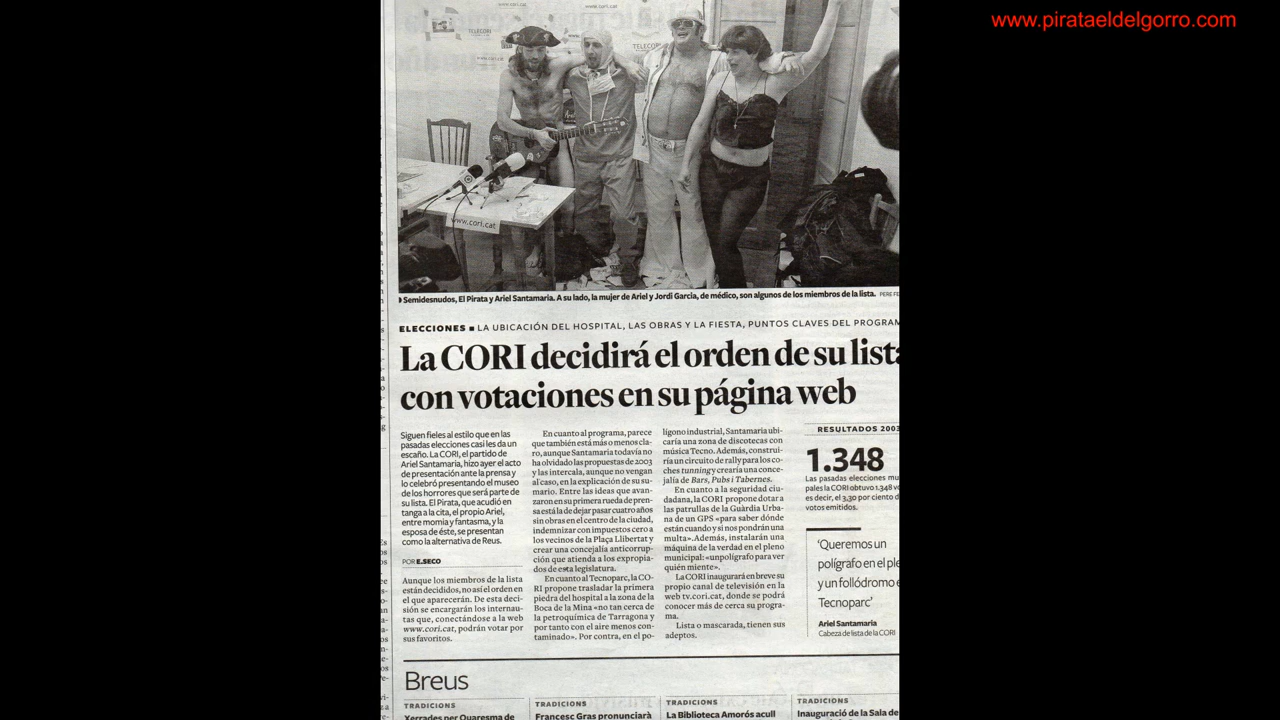 www.pirataeldelgorro.com
www.cori.cat
www.cori.cat
TELECORI
TELECOR
www.cori.cat
Semidesnudos, El Pirata y Ariel Santamaria. A su lado, la mujer de Ariel y Jordi Garcia, de médico, son algunos de los miembros de la lista. PERE FE
ELECCIONES ■ LA UBICACIÓN DEL HOSPITAL, LAS OBRAS Y LA FIESTA, PUNTOS CLAVES DEL PROGRAM
La CORI decidirá el orden de su lista
con votaciones en su página web
Siguen fieles al estilo que en las
pasadas elecciones casi les da un
escaño. La CORI, el partido de
Ariel Santamaria, hizo ayer el acto
de presentación ante la prensa y
lo celebró presentando el museo
de los horrores que será parte de
su lista. El Pirata, que acudió en
tanga a la cita, el propio Ariel,
entre momia y fantasma, y la
esposa de éste, se presentan
como la alternativa de Reus.
POR E.SECO
Aunque los miembros de la lista
están decididos, no así el orden en
el que aparecerán. De esta deci-
sión se encargarán los internau-
tas que, conectándose a la web
www.cori.cat, podrán votar por
sus favoritos.
En cuanto al programa, parece
que también está más o menos cla-
ro, aunque Santamaria todavía no
ha olvidado las propuestas de 2003
y las intercala, aunque no vengan
al caso, en la explicación de su su-
mario. Entre las ideas que avan-
zaron en su primera rueda de pren-
sa está la de dejar pasar cuatro años
sin obras en el centro de la ciudad,
indemnizar con impuestos cero a
los vecinos de la Plaça Llibertat y
crear una concejalía anticorrup-
ción que atienda a los expropia-
dos de esta legislatura.
En cuanto al Tecnoparc, la CO-
RI propone trasladar la primera
piedra del hospital a la zona de la
Boca de la Mina «no tan cerca de
la petroquímica de Tarragona y
por tanto con el aire menos con-
taminado». Por contra, en el po-
lígono industrial, Santamaria ubi-
caría una zona de discotecas con
música Tecno. Además, construi-
ría un circuito de rally para los co-
ches tunning y crearía una conce-
jalía de Bars, Pubs i Tabernes.
En cuanto a la seguridad ciu-
dadana, la CORI propone dotar a
las patrullas de la Guàrdia Urba-
na de un GPS «para saber dónde
están cuando y si nos pondrán una
multa». Además, instalarán una
máquina de la verdad en el pleno
municipal: «un polígrafo para ver
quién miente».
La CORI inaugurará en breve su
propio canal de televisión en la
web tv.cori.cat, donde se podrá
conocer más de cerca su progra-
ma.
Lista o mascarada, tienen sus
adeptos.
RESULTADOS 2003
1.348
Las pasadas elecciones mu
pales la CORI obtuvo 1.348 vo
es decir, el 3,30 por ciento d
votos emitidos.
‘Queremos un
polígrafo en el ple
y un follódromo e
Tecnoparc’
Ariel Santamaria
Cabeza de lista de la CORI
Breus
TRADICIONS
Xerrades per Quaresma de
TRADICIONS
Francesc Gras pronunciarà
TRADICIONS
La Biblioteca Amorós acull
TRADICIONS
Inauguració de la Sala de